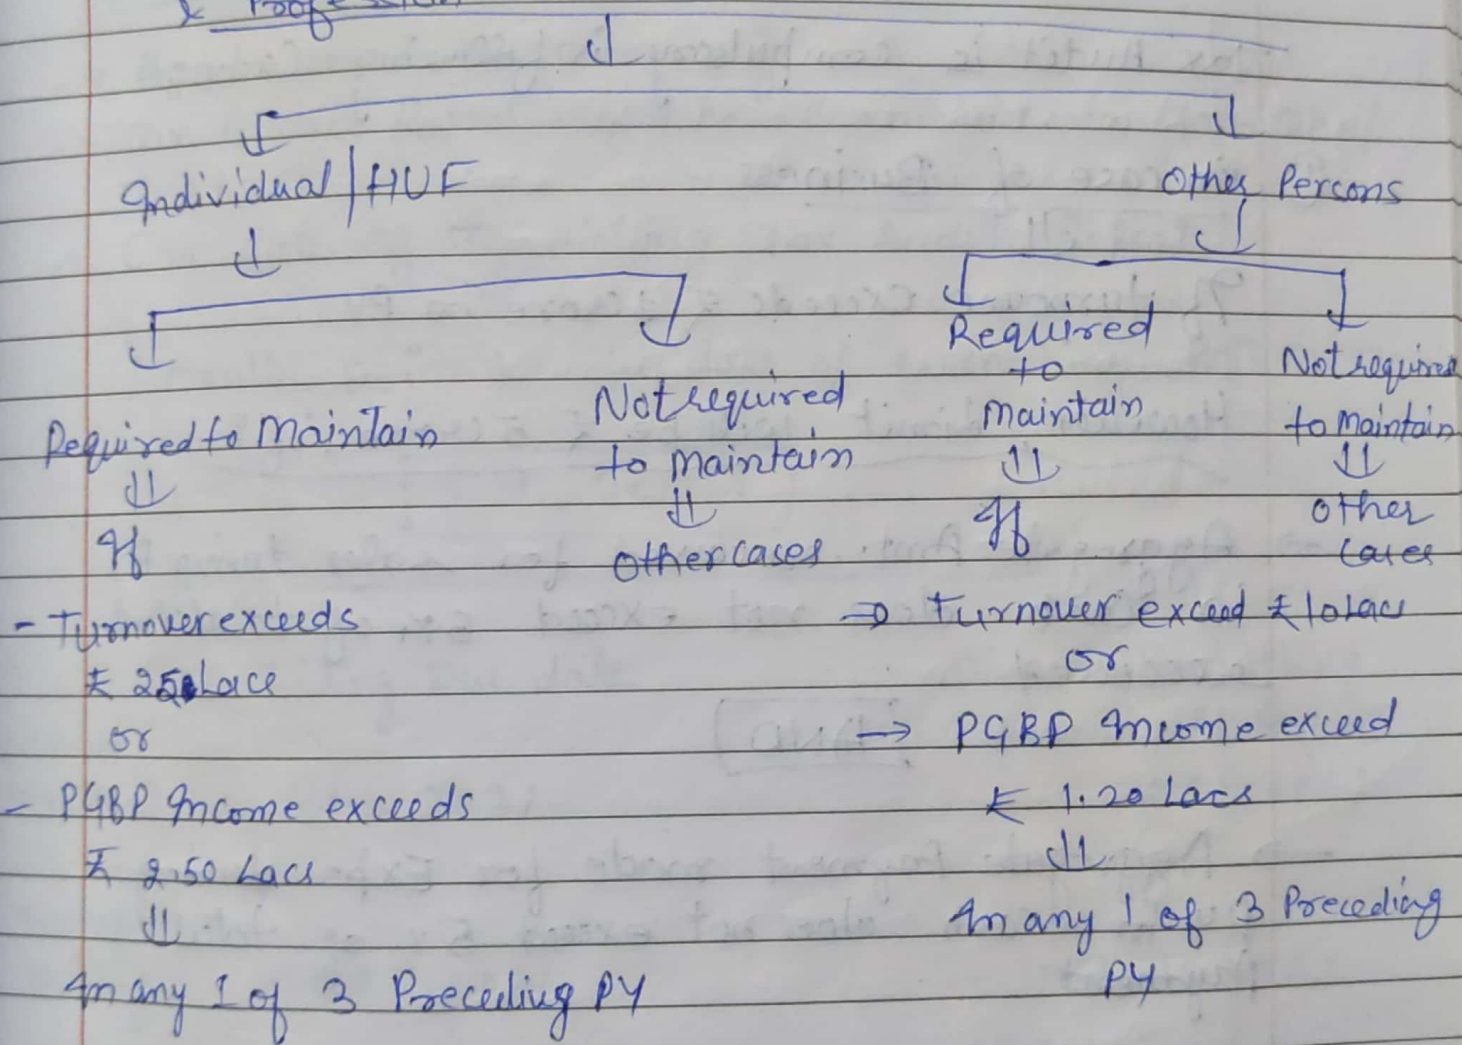 & Profession
Individual/HUF
Other Persons
Required to Maintain
Not required
to Maintain
Required
to
Maintain
Not required
to Maintain
If
Other cases
If
Other
Cases
- Turnover exceeds
₹ 25 Lacs
or
- PGBP Income exceeds
₹ 2.50 Lacs
In any 1 of 3 Preceding PY
⇒ Turnover exceed ₹ 10 Lacs
or
→ PGBP Income exceed
₹ 1.20 Lacs
In any 1 of 3 Preceding
PY